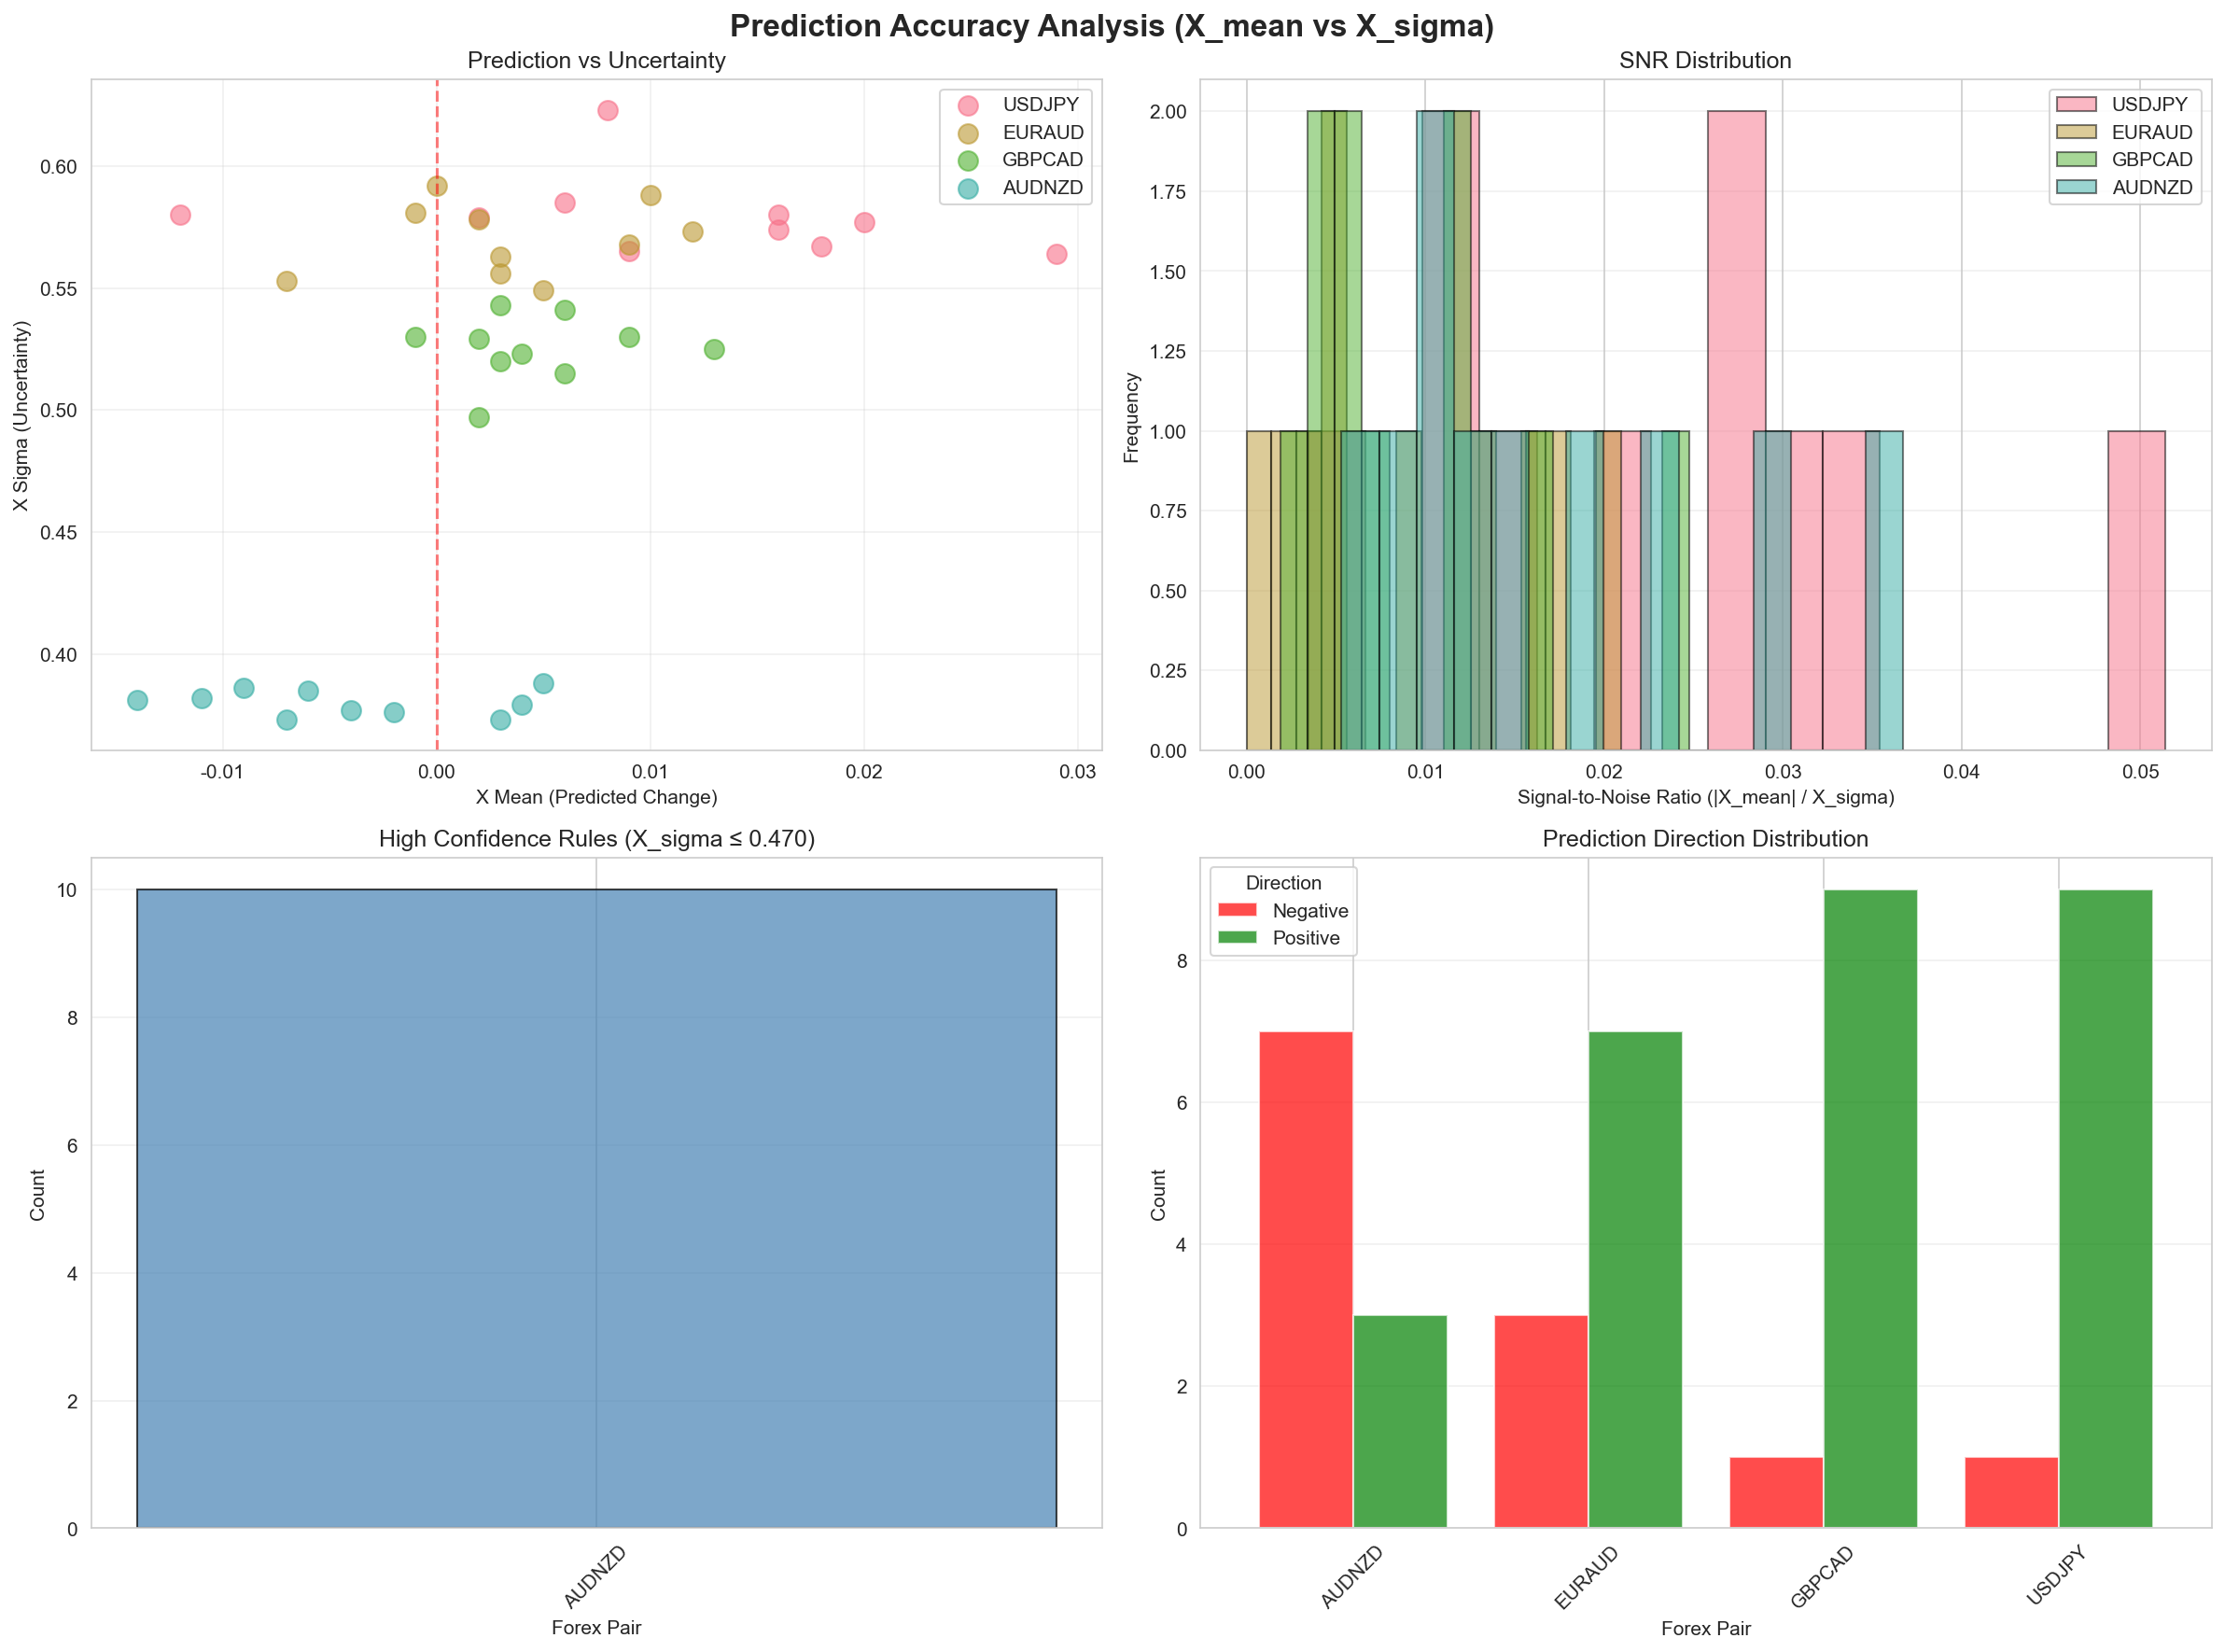 Prediction Accuracy Analysis (X_mean vs X_sigma)
Prediction vs Uncertainty
USDJPY
EURAUD
GBPCAD
AUDNZD
0.60
0.55
0.50
0.45
0.40
X Sigma (Uncertainty)
-0.01
0.00
0.01
0.02
0.03
X Mean (Predicted Change)
SNR Distribution
USDJPY
EURAUD
GBPCAD
AUDNZD
2.00
1.75
1.50
1.25
1.00
0.75
0.50
0.25
0.00
Frequency
0.00
0.01
0.02
0.03
0.04
0.05
Signal-to-Noise Ratio (|X_mean| / X_sigma)
High Confidence Rules (X_sigma ≤ 0.470)
10
8
6
4
2
0
Count
AUDNZD
Forex Pair
Prediction Direction Distribution
Direction
Negative
Positive
8
6
4
2
0
Count
AUDNZD
EURAUD
GBPCAD
USDJPY
Forex Pair